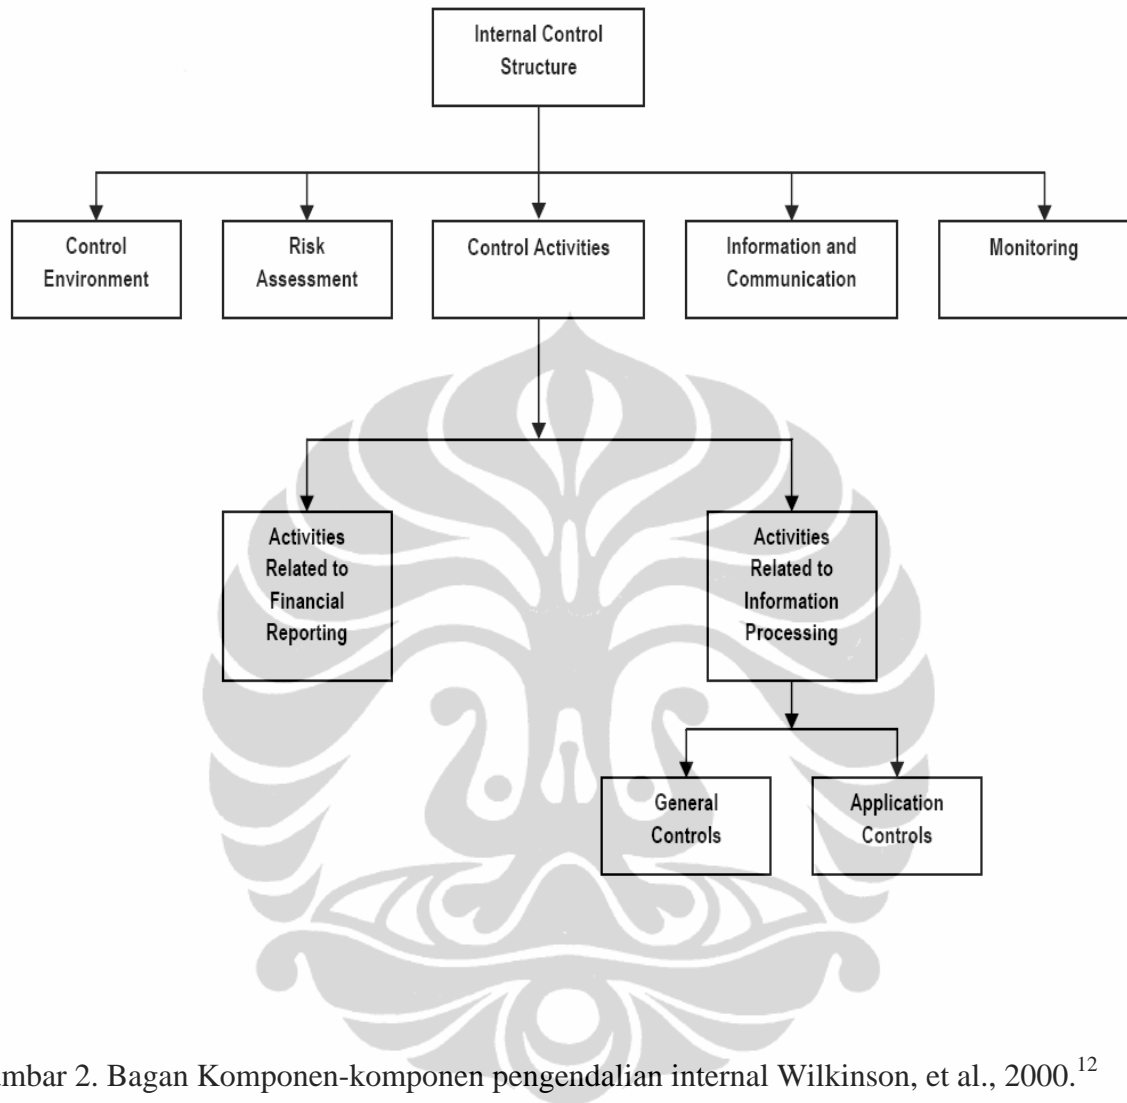 Internal Control
Structure
Control
Environment
Risk
Assessment
Control Activities
Information and
Communication
Monitoring
Activities
Related to
Financial
Reporting
Activities
Related to
Information
Processing
General
Controls
Application
Controls
mbar 2. Bagan Komponen-komponen pengendalian internal Wilkinson, et al., 2000.12